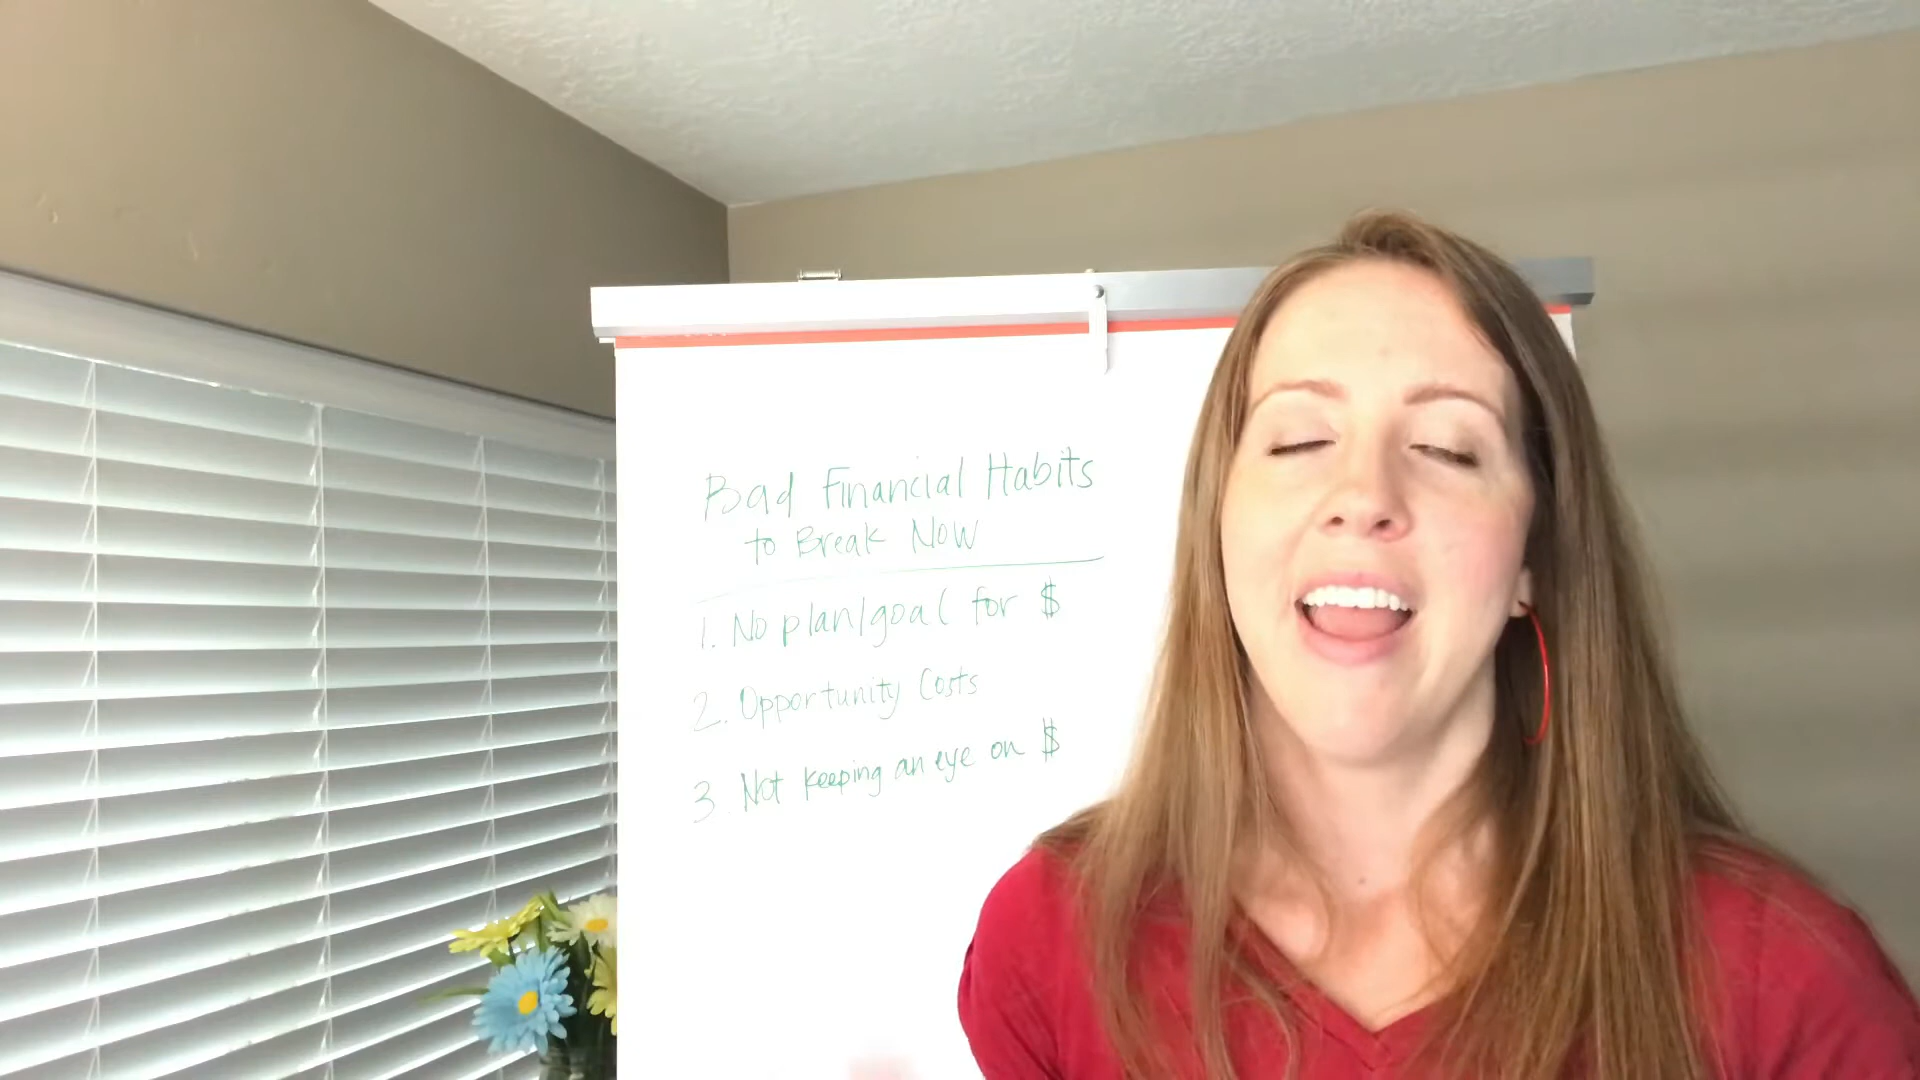 Bad Financial Habits
to Break Now
1. No plan/goal for $
2. Opportunity Costs
3. Not keeping an eye on $